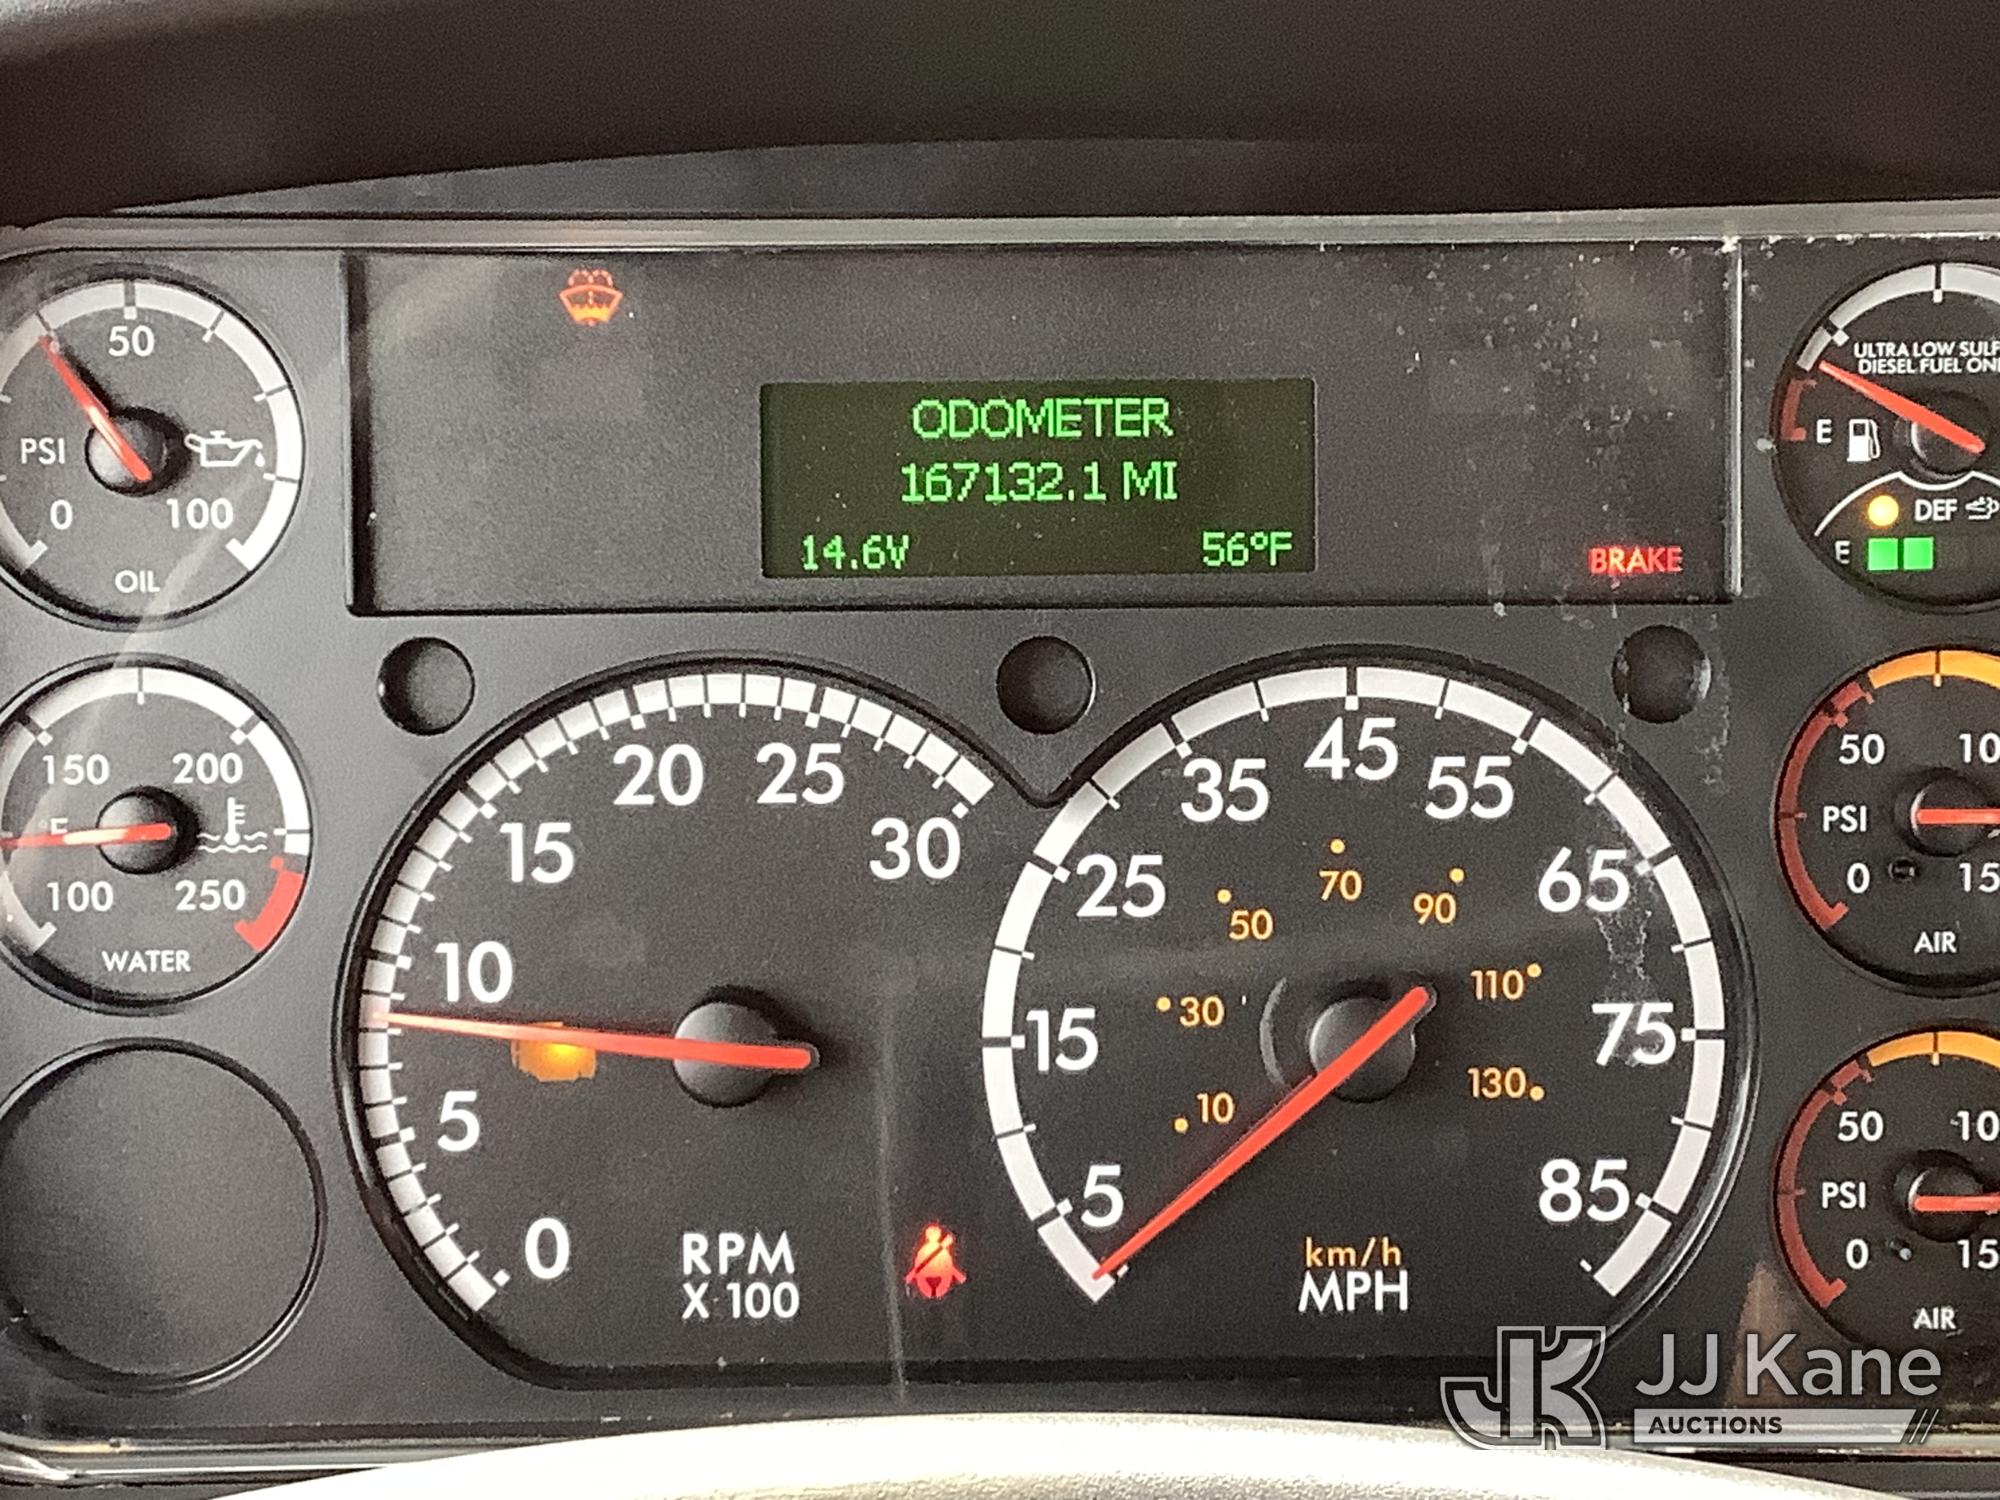 50
PSI
0
100
OIL
ODOMETER
167132.1 MI
14.6V
56°F
BRAKE
ULTRA LOW SULF
DIESEL FUEL ONL
E
DEF
E
150
200
°F
100
250
WATER
0
5
10
15
20
25
30
RPM
X 100
5
15
25
35
45
55
65
75
85
10
30
50
70
90
110
130
km/h
MPH
50
10
PSI
0
15
AIR
50
10
PSI
0
15
AIR
JK
JJ Kane
AUCTIONS